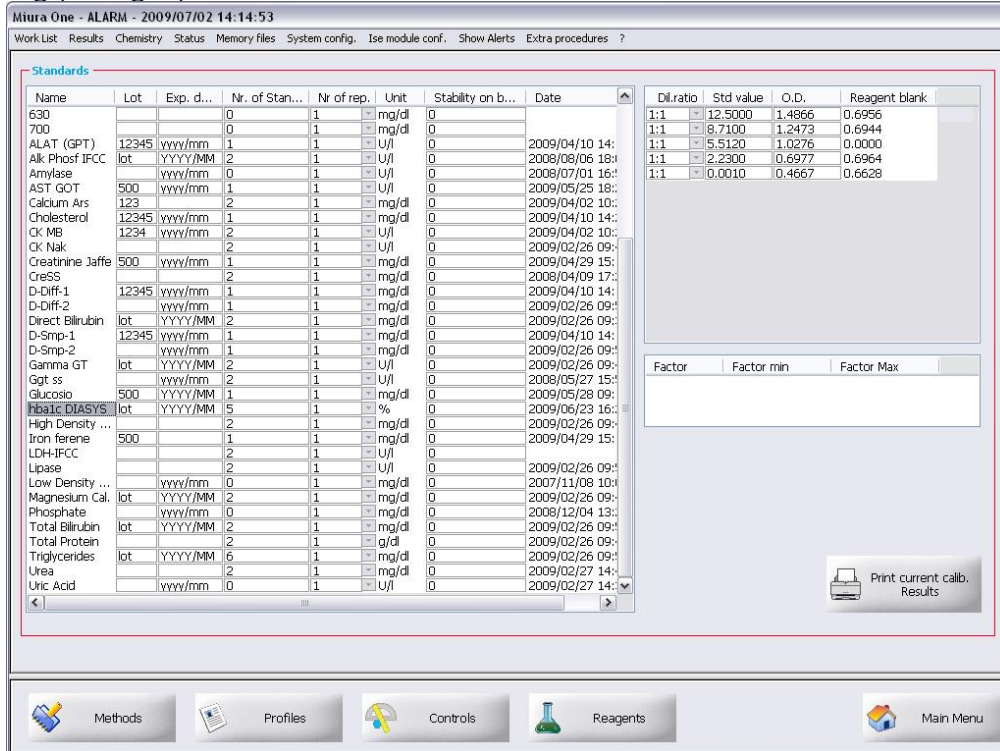 Miura One - ALARM - 2009/07/02 14:14:53
Work List Results Chemistry Status Memory files System config. Ise module conf. Show Alerts Extra procedures ?
Standards
Name Lot Exp. d... Nr. of Stan... Nr of rep. Unit Stability on b... Date
630 0 1 mg/dl 0
700 0 1 mg/dl 0
ALAT (GPT) 12345 yyyy/mm 1 1 U/l 0 2009/04/10 14:
Alk Phosf IFCC lot YYYY/MM 2 1 U/l 0 2008/08/06 18:
Amylase yyyy/mm 0 1 U/l 0 2008/07/01 16:
AST GOT 500 yyyy/mm 1 1 U/l 0 2009/05/25 18:
Calcium Ars 123 2 1 mg/dl 0 2009/04/02 10:
Cholesterol 12345 yyyy/mm 1 1 mg/dl 0 2009/04/10 14:
CK MB 1234 yyyy/mm 2 1 U/l 0 2009/04/02 10:
CK Nak 2 1 U/l 0 2009/02/26 09:
Creatinine Jaffe 500 yyyy/mm 1 1 mg/dl 0 2009/04/29 15:
CreSS 2 1 mg/dl 0 2008/04/09 17:
D-Diff-1 12345 yyyy/mm 1 1 mg/dl 0 2009/04/10 14:
D-Diff-2 yyyy/mm 1 1 mg/dl 0 2009/02/26 09:
Direct Bilirubin lot YYYY/MM 2 1 mg/dl 0 2009/02/26 09:
D-Smp-1 12345 yyyy/mm 1 1 mg/dl 0 2009/04/10 14:
D-Smp-2 yyyy/mm 1 1 mg/dl 0 2009/02/26 09:
Gamma GT lot YYYY/MM 2 1 U/l 0 2009/02/26 09:
Ggt ss yyyy/mm 2 1 U/l 0 2008/05/27 15:
Glucosio 500 YYYY/MM 1 1 mg/dl 0 2009/05/28 09:
hba1c DIASYS lot YYYY/MM 5 1 % 0 2009/06/23 16:
High Density ... 2 1 mg/dl 0 2009/02/26 09:
Iron ferene 500 1 1 mg/dl 0 2009/04/29 15:
LDH-IFCC 2 1 U/l 0
Lipase 2 1 U/l 0 2009/02/26 09:
Low Density ... yyyy/mm 0 1 mg/dl 0 2007/11/08 10:
Magnesium Cal. lot YYYY/MM 2 1 mg/dl 0 2009/02/26 09:
Phosphate yyyy/mm 0 1 mg/dl 0 2008/12/04 13:
Total Bilirubin lot YYYY/MM 2 1 mg/dl 0 2009/02/26 09:
Total Protein 2 1 g/dl 0 2009/02/26 09:
Triglycerides lot YYYY/MM 6 1 mg/dl 0 2009/02/26 09:
Urea 2 1 mg/dl 0 2009/02/27 14:
Uric Acid yyyy/mm 0 1 U/l 0 2009/02/27 14:
Dil.ratio Std value O.D. Reagent blank
1:1 12.5000 1.4866 0.6956
1:1 8.7100 1.2473 0.6944
1:1 5.5120 1.0276 0.0000
1:1 2.2300 0.6977 0.6964
1:1 0.0010 0.4667 0.6628
Factor Factor min Factor Max
Print current calib.
Results
Methods Profiles Controls Reagents Main Menu